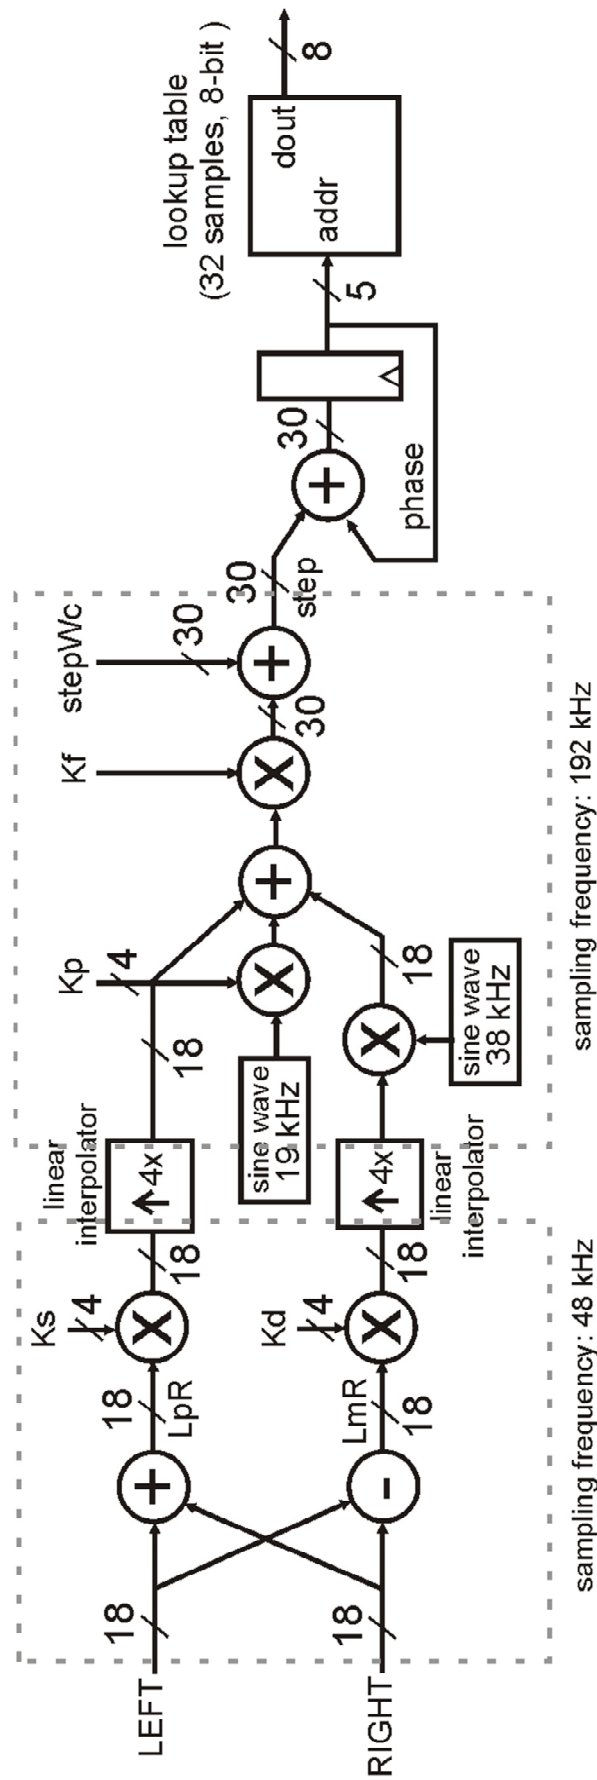 LEFT
18
RIGHT
18
18
LpR
LmR
18
Ks
4
Kd
4
18
18
linear
interpolator
4x
4x
linear
interpolator
18
sine wave
19 kHz
Kp
4
sine wave
38 kHz
18
Kf
30
stepWc
30
30
step
30
phase
5
lookup table
(32 samples, 8-bit )
addr
dout
8
sampling frequency: 48 kHz
sampling frequency: 192 kHz